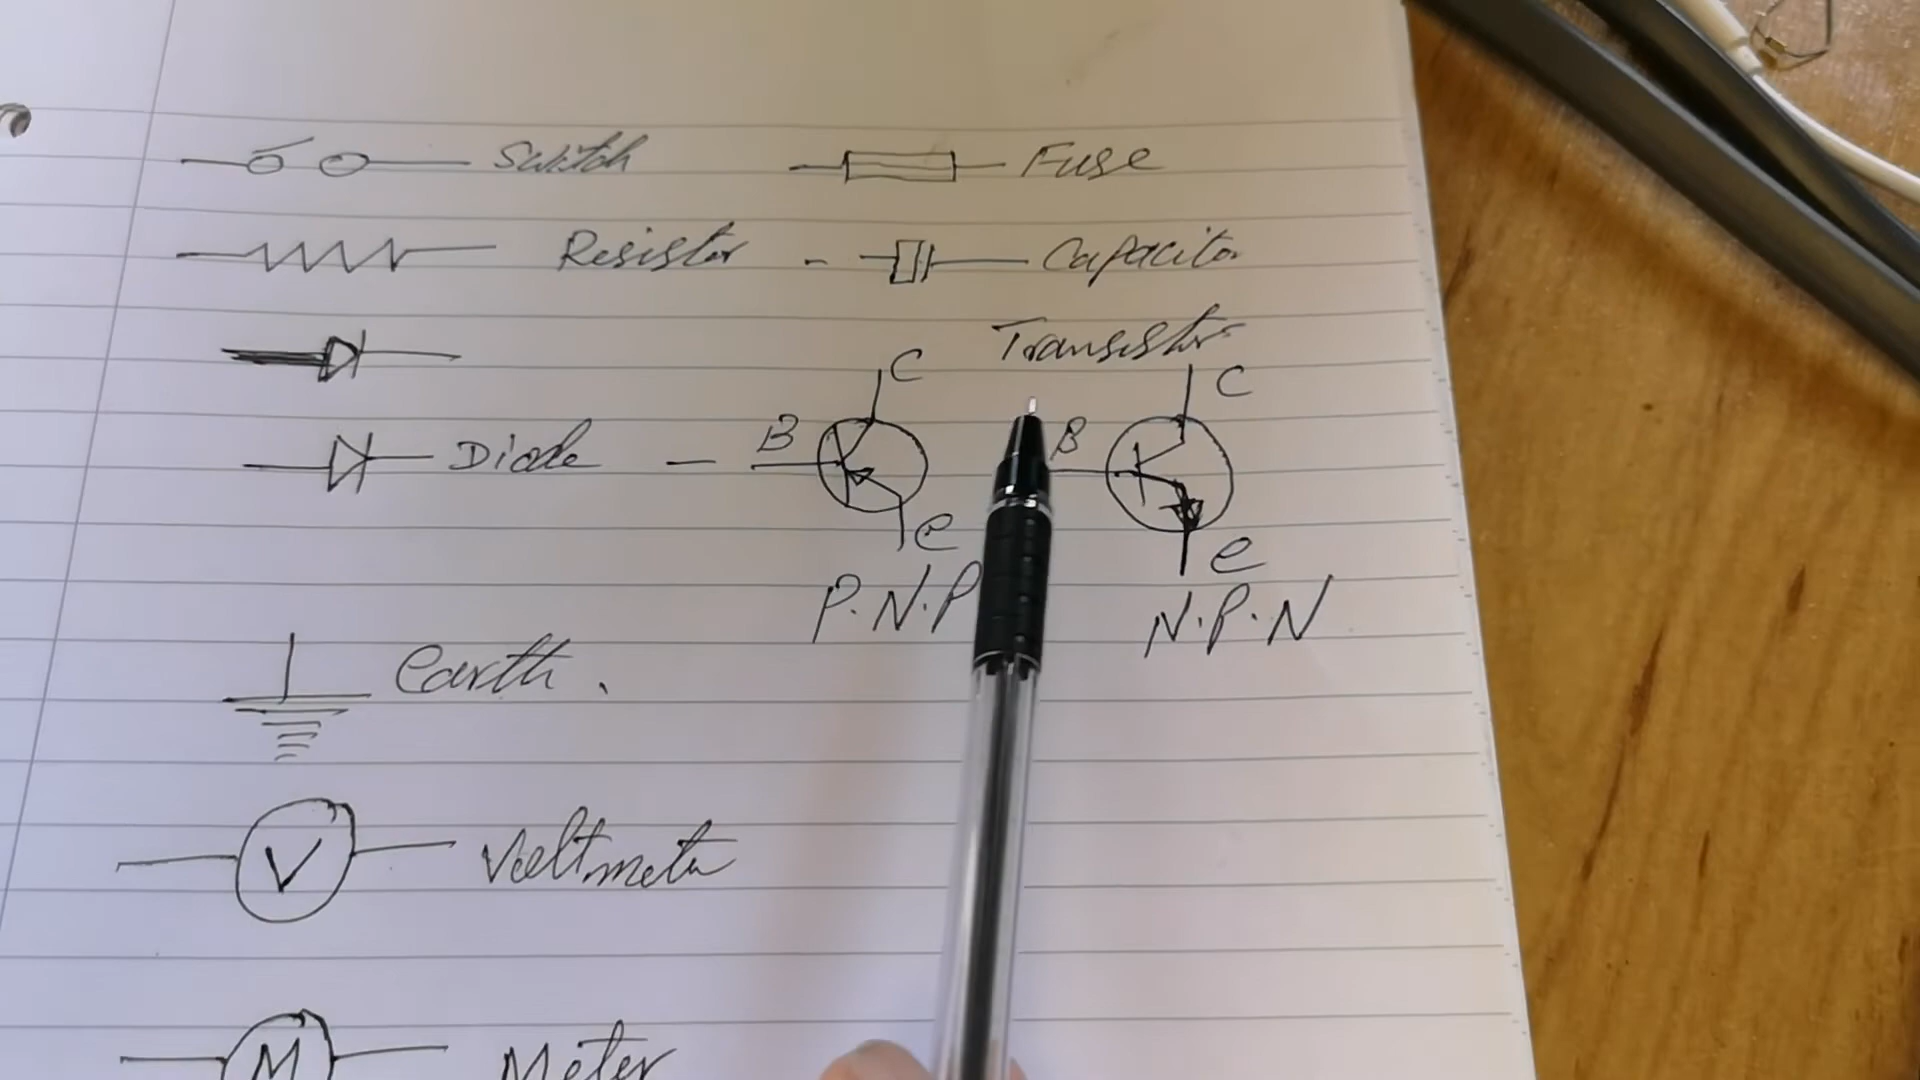 Switch Fuse
Resistor - Capacitor
Transistor
C C
Diode - B B
e e
P.N.P N.P.N
earth.
V Voltmeter
M Meter